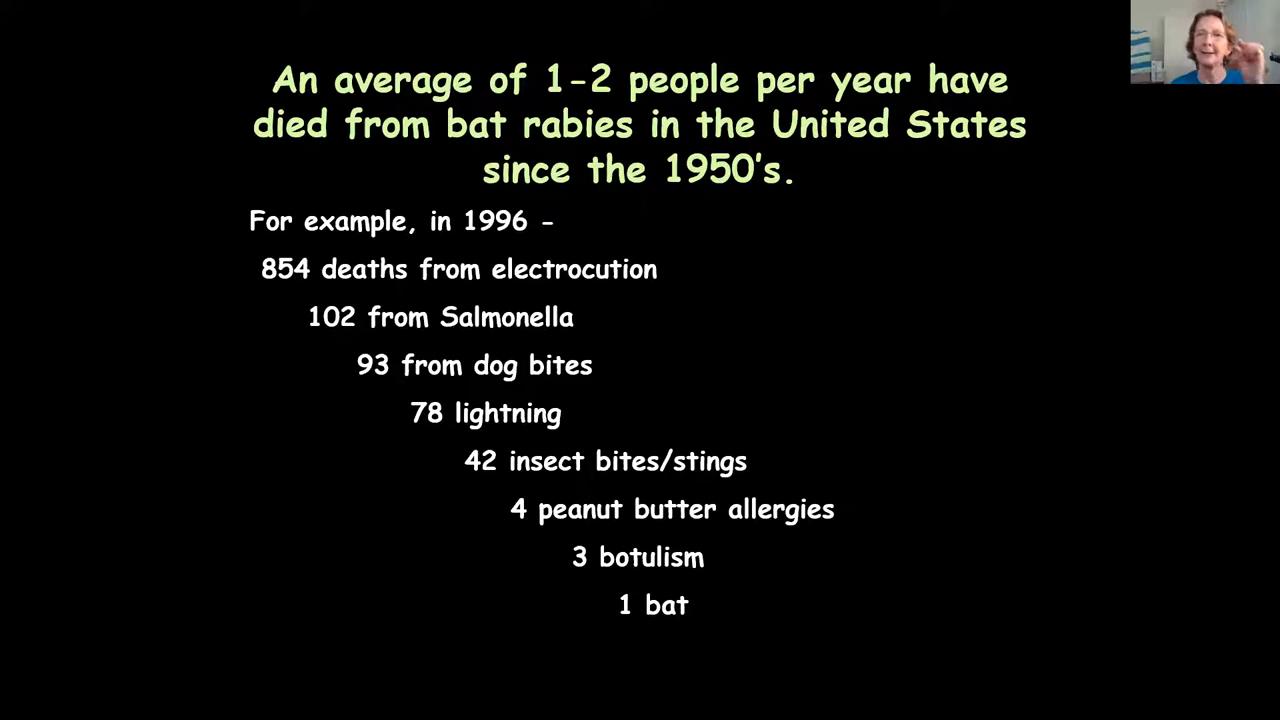 An average of 1-2 people per year have
died from bat rabies in the United States
since the 1950's.
For example, in 1996 -
854 deaths from electrocution
102 from Salmonella
93 from dog bites
78 lightning
42 insect bites/stings
4 peanut butter allergies
3 botulism
1 bat